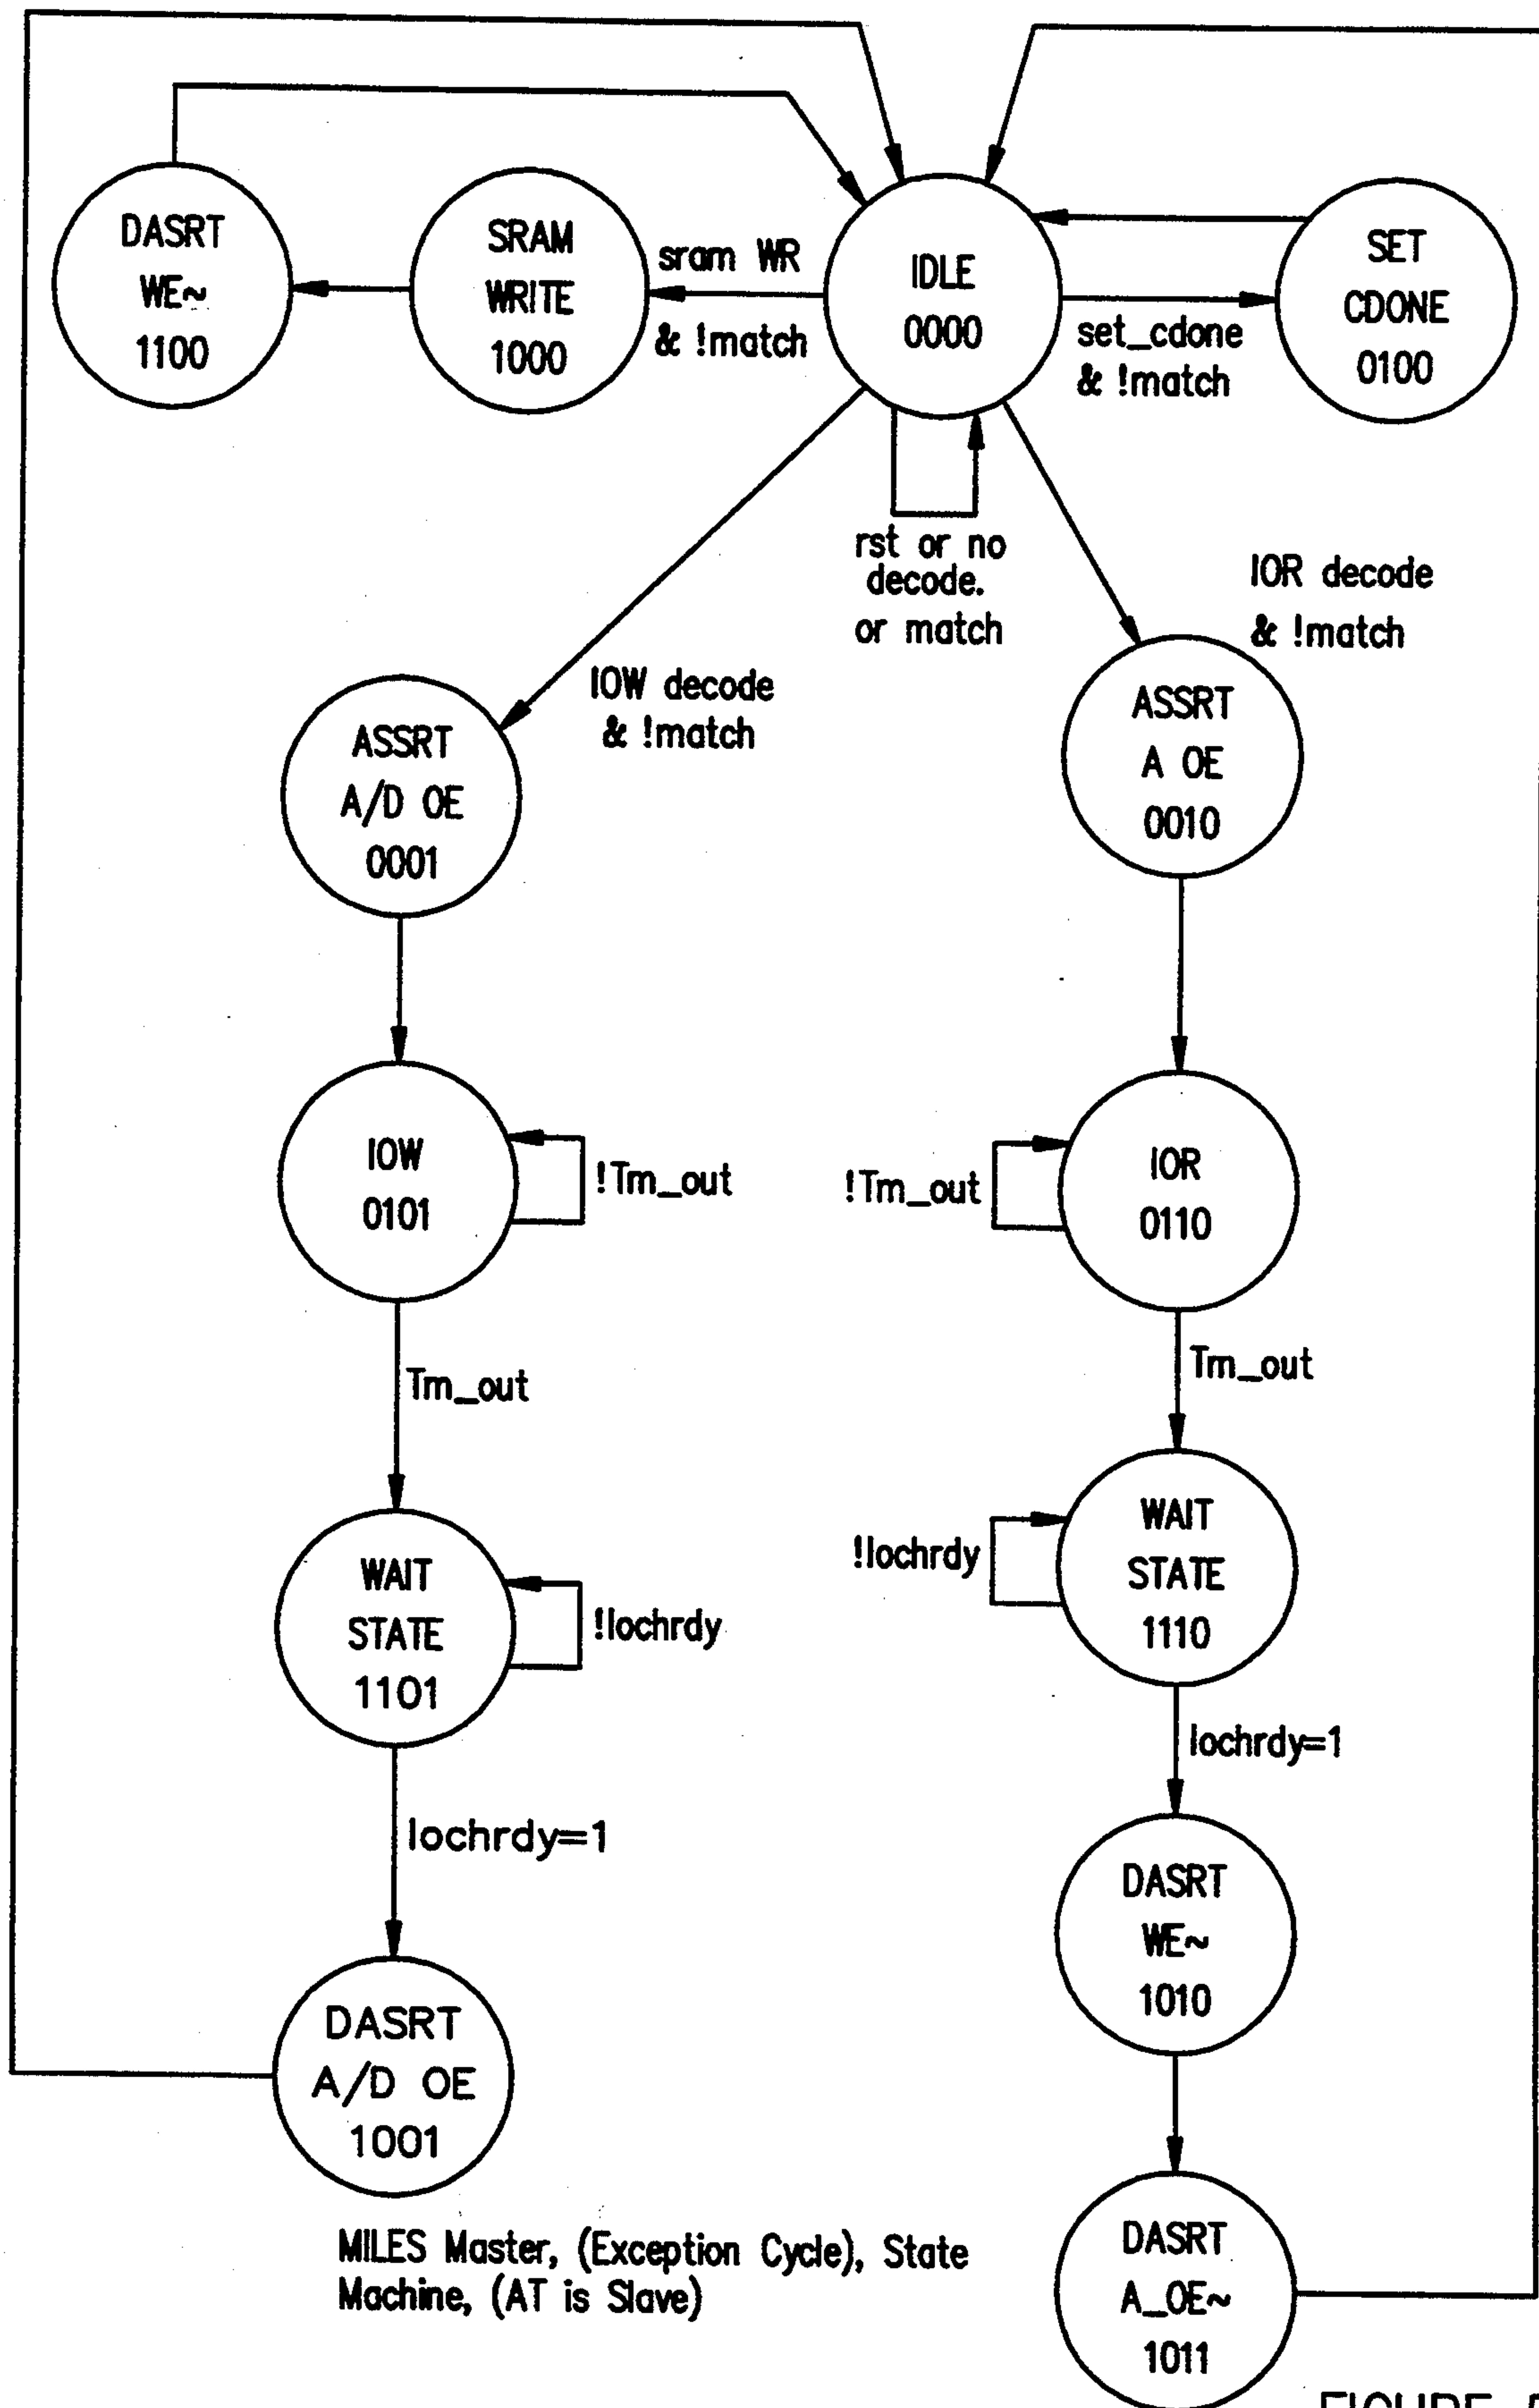 DASRT
WE~
1100
SRAM
WRITE
1000
sram WR
& !match
IDLE
0000
set_cdone
& !match
SET
CDONE
0100
rst or no
decode.
or match
IOR decode
& !match
IOW decode
& !match
ASSRT
A/D OE
0001
ASSRT
A OE
0010
IOW
0101
!Tm_out
!Tm_out
IOR
0110
Tm_out
Tm_out
WAIT
STATE
1101
!Iochrdy
!Iochrdy
WAIT
STATE
1110
Iochrdy=1
Iochrdy=1
DASRT
A/D OE
1001
DASRT
WE~
1010
DASRT
A_OE~
1011
MILES Master, (Exception Cycle), State
Machine, (AT is Slave)
FIGURE